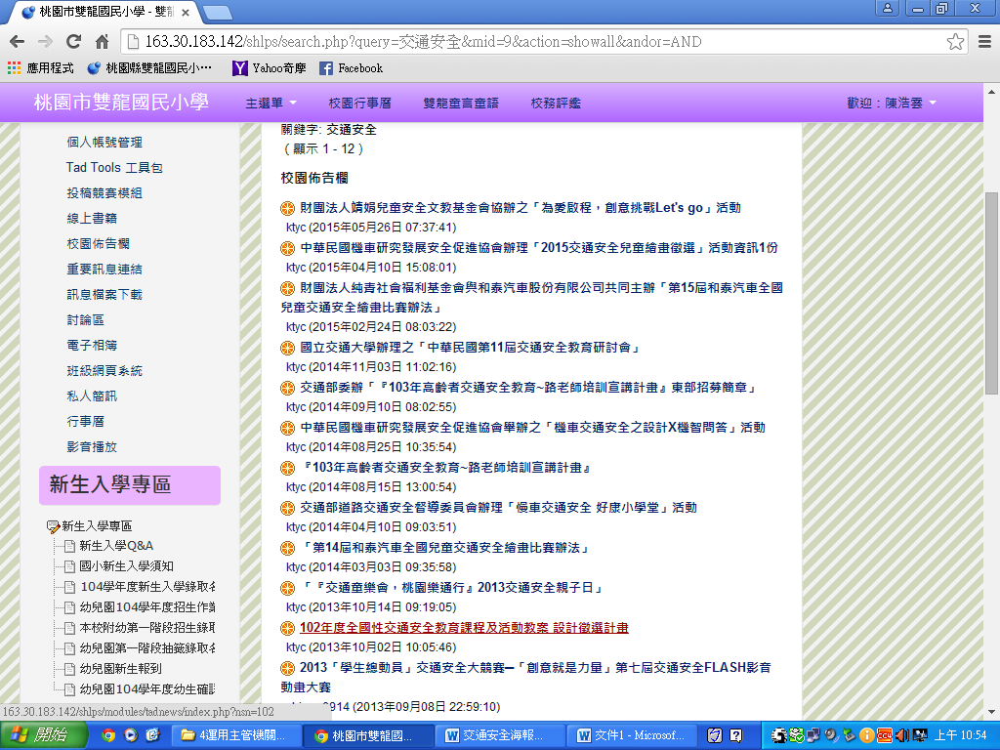 桃園市雙龍國民小學 - 雙
163.30.183.142/shlps/search.php?query=交通安全&mid=9&action=showall&andor=AND
應用程式 桃園縣雙龍國民小… Yahoo奇摩 Facebook
桃園市雙龍國民小學 主選單 校園行事曆 雙龍童言童語 校務評鑑 歡迎：陳浩雲
個人帳號管理
Tad Tools 工具包
投稿競賽模組
線上書籍
校園佈告欄
重要訊息連結
訊息檔案下載
討論區
電子相簿
班級網頁系統
私人簡訊
行事曆
影音播放
新生入學專區
新生入學專區
新生入學Q&A
國小新生入學須知
104學年度新生入學錄取名
幼兒園104學年度招生作業
本校附幼第一階段招生錄取
幼兒園第一階段抽籤錄取名
幼兒園新生報到
幼兒園104學年度幼生確認
關鍵字: 交通安全
（顯示 1 - 12 ）
校園佈告欄
財團法人靖娟兒童安全文教基金會協辦之「為愛啟程，創意挑戰Let's go」活動
ktyc (2015年05月26日 07:37:41)
中華民國機車研究發展安全促進協會辦理「2015交通安全兒童繪畫徵選」活動資訊1份
ktyc (2015年04月10日 15:08:01)
財團法人純青社會福利基金會與和泰汽車股份有限公司共同主辦「第15屆和泰汽車全國
兒童交通安全繪畫比賽辦法」
ktyc (2015年02月24日 08:03:22)
國立交通大學辦理之「中華民國第11屆交通安全教育研討會」
ktyc (2014年11月03日 11:02:16)
交通部委辦「『103年高齡者交通安全教育~路老師培訓宣講計畫』東部招募簡章」
ktyc (2014年09月10日 08:02:55)
中華民國機車研究發展安全促進協會舉辦之「機車交通安全之設計X機智問答」活動
ktyc (2014年08月25日 10:35:54)
『103年高齡者交通安全教育~路老師培訓宣講計畫』
ktyc (2014年08月15日 13:00:54)
交通部道路交通安全督導委員會辦理「慢車交通安全 好康小學堂」活動
ktyc (2014年04月10日 09:03:51)
「第14屆和泰汽車全國兒童交通安全繪畫比賽辦法」
ktyc (2014年03月03日 09:35:58)
「『交通童樂會，桃園樂通行』2013交通安全親子日」
ktyc (2013年10月14日 09:19:05)
102年度全國性交通安全教育課程及活動教案 設計徵選計畫
ktyc (2013年10月02日 10:05:46)
2013「學生總動員」交通安全大競賽─「創意就是力量」第七屆交通安全FLASH影音
動畫大賽
0914 (2013年09月08日 22:59:10)
163.30.183.142/shlps/modules/tadnews/index.php?nsn=102
開始 4運用主管機關... 桃園市雙龍國... 交通安全海報... 文件1 - Microsof... 上午 10:54